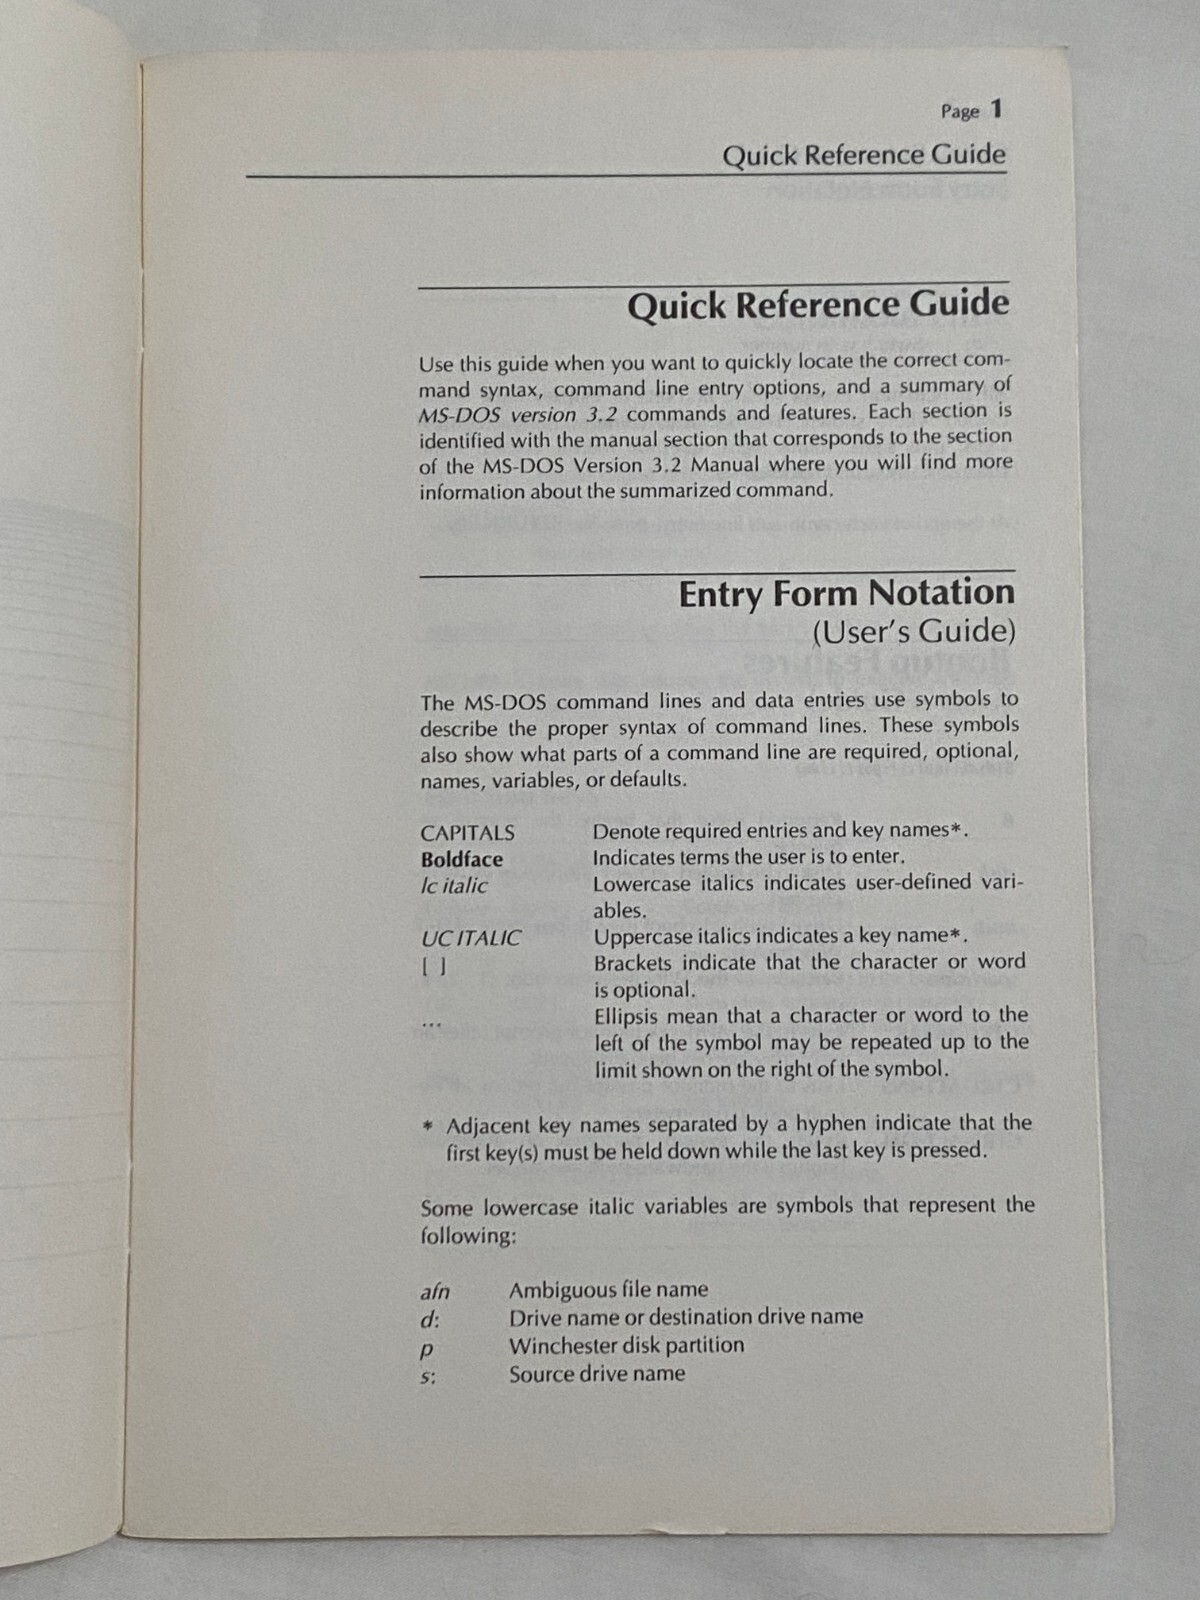 Page 1
Quick Reference Guide
Quick Reference Guide
Use this guide when you want to quickly locate the correct com-
mand syntax, command line entry options, and a summary of
MS-DOS version 3.2 commands and features. Each section is
identified with the manual section that corresponds to the section
of the MS-DOS Version 3.2 Manual where you will find more
information about the summarized command.
Entry Form Notation
(User's Guide)
The MS-DOS command lines and data entries use symbols to
describe the proper syntax of command lines. These symbols
also show what parts of a command line are required, optional,
names, variables, or defaults.
CAPITALS Denote required entries and key names*.
Boldface Indicates terms the user is to enter.
lc italic Lowercase italics indicates user-defined vari-
ables.
UC ITALIC Uppercase italics indicates a key name*.
[ ] Brackets indicate that the character or word
is optional.
... Ellipsis mean that a character or word to the
left of the symbol may be repeated up to the
limit shown on the right of the symbol.
* Adjacent key names separated by a hyphen indicate that the
first key(s) must be held down while the last key is pressed.
Some lowercase italic variables are symbols that represent the
following:
afn Ambiguous file name
d: Drive name or destination drive name
p Winchester disk partition
s: Source drive name